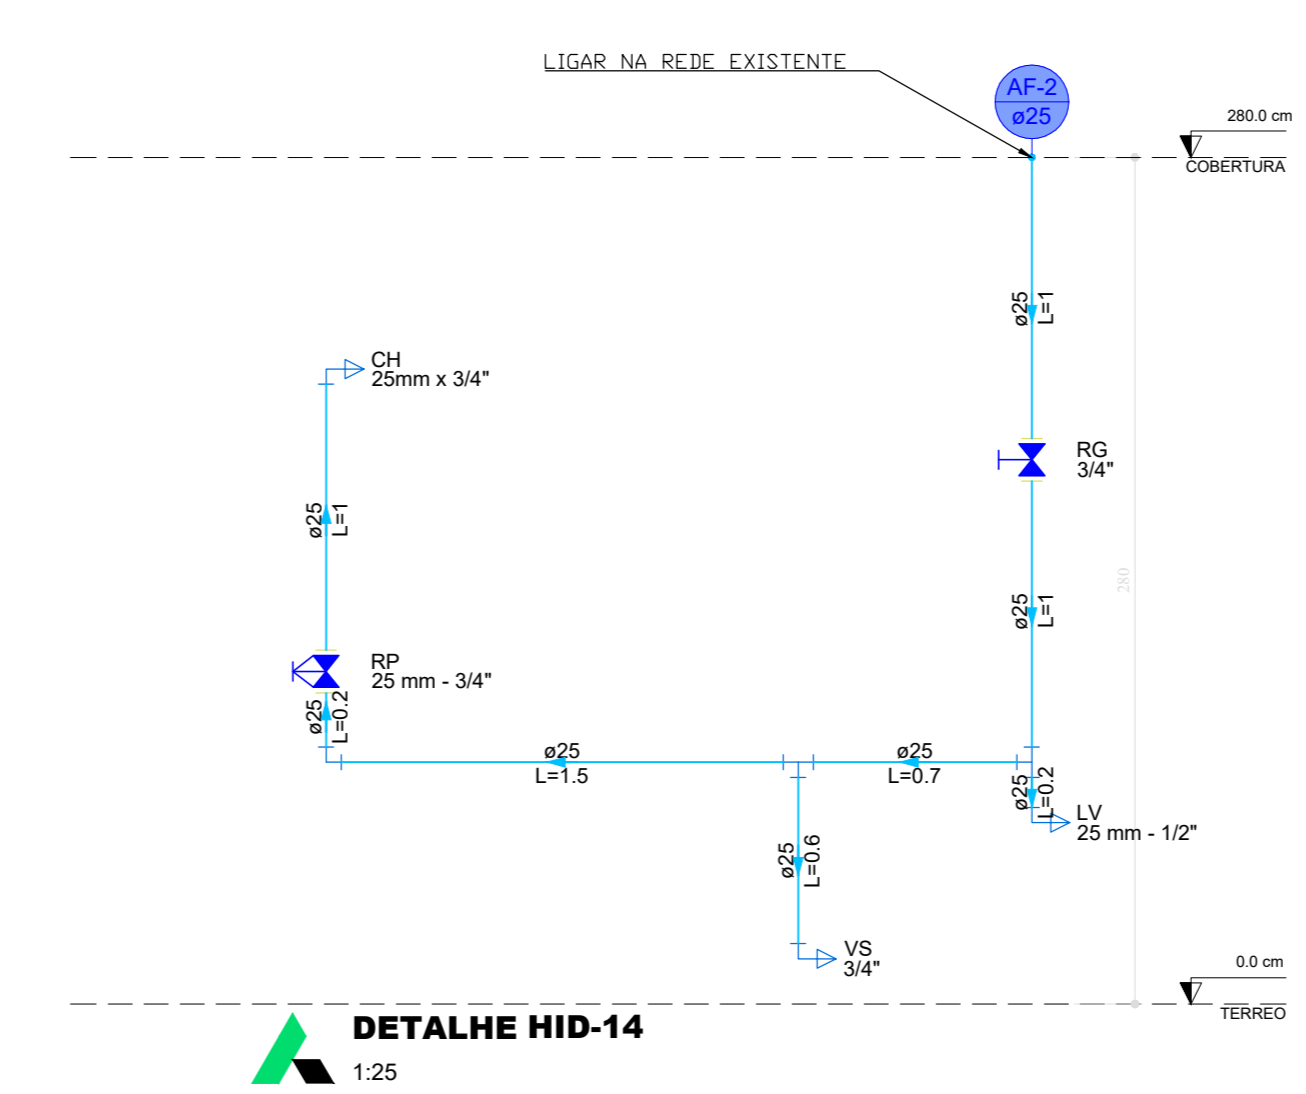 LIGAR NA REDE EXISTENTE
AF-2
ø25
280.0 cm
COBERTURA
ø25
L=1
CH
25mm x 3/4"
RG
3/4"
ø25
L=1
280
ø25
L=1
RP
25 mm - 3/4"
ø25
L=0.2
ø25
L=1.5
ø25
L=0.7
ø25
L=0.2
LV
25 mm - 1/2"
ø25
L=0.6
VS
3/4"
0.0 cm
TERREO
DETALHE HID-14
1:25